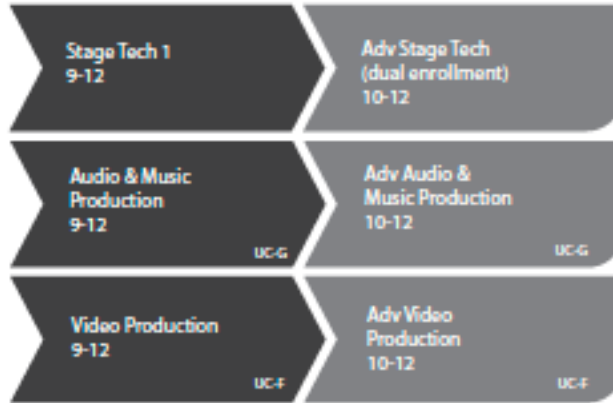 Stage Tech 1
9-12
Adv Stage Tech
(dual enrollment)
10-12
Audio & Music
Production
9-12
UC-G
Adv Audio &
Music Production
10-12
UC-G
Video Production
9-12
UC-F
Adv Video
Production
10-12
UC-F